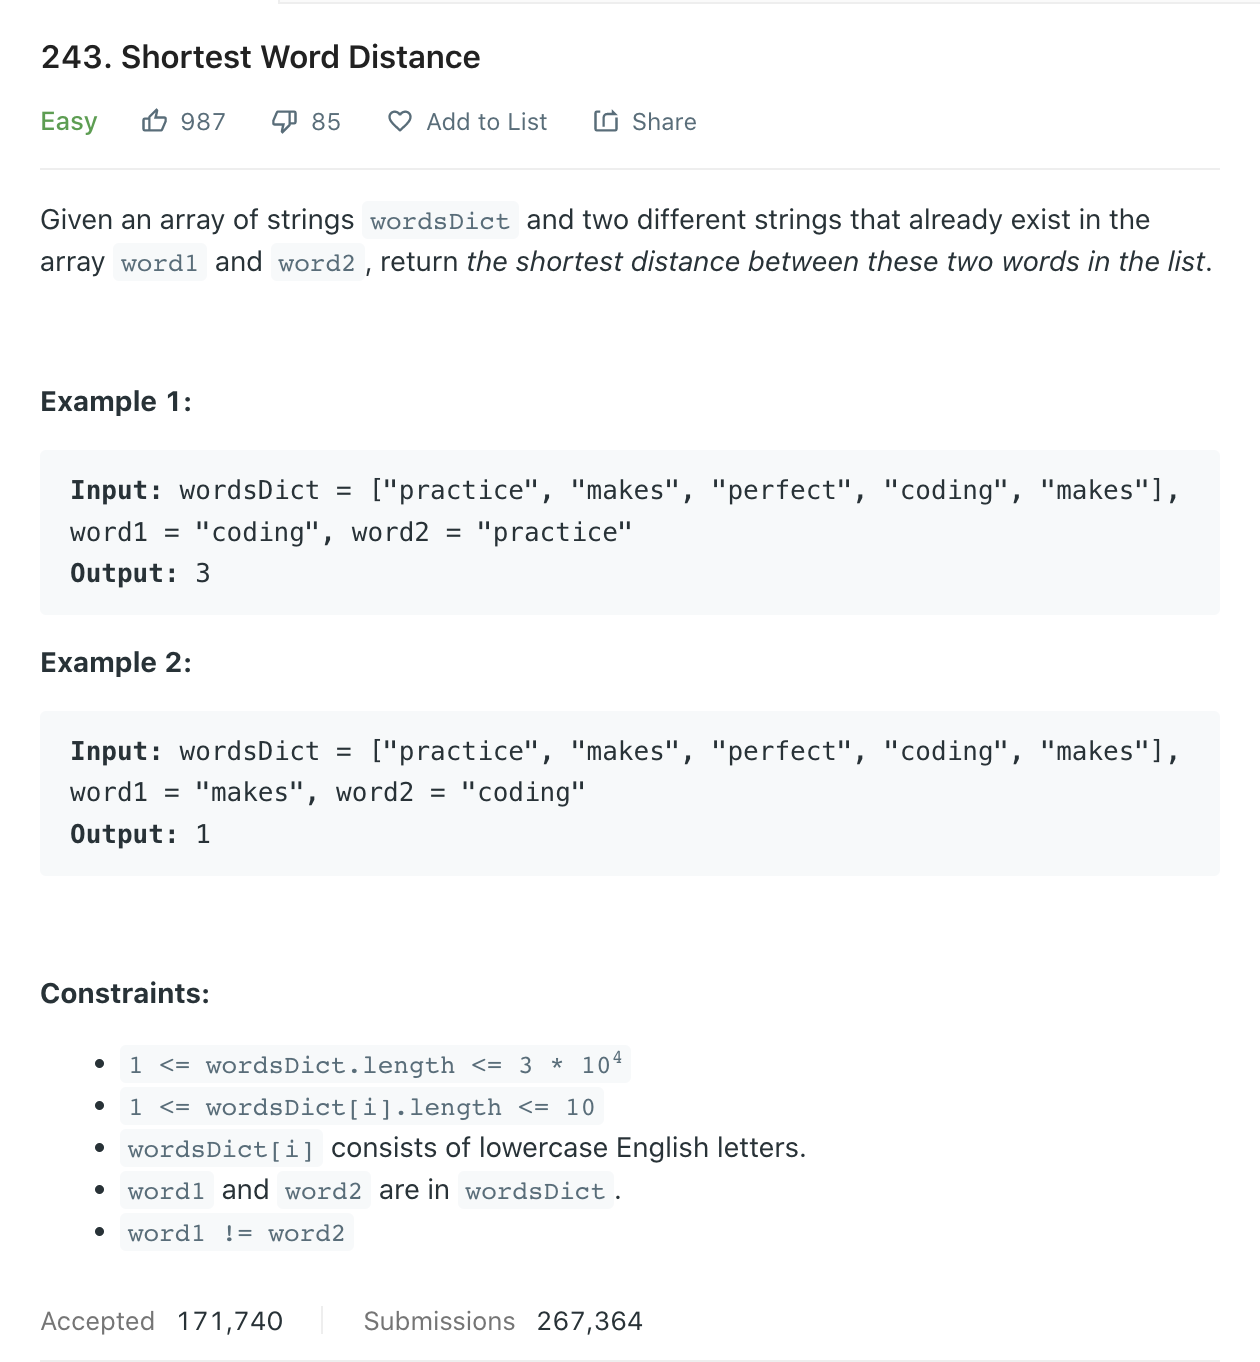 243. Shortest Word Distance
Easy 987 85 Add to List Share
Given an array of strings wordsDict and two different strings that already exist in the
array word1 and word2 , return the shortest distance between these two words in the list.
Example 1:
Input: wordsDict = ["practice", "makes", "perfect", "coding", "makes"],
word1 = "coding", word2 = "practice"
Output: 3
Example 2:
Input: wordsDict = ["practice", "makes", "perfect", "coding", "makes"],
word1 = "makes", word2 = "coding"
Output: 1
Constraints:
• 1 <= wordsDict.length <= 3 * 10⁴
• 1 <= wordsDict[i].length <= 10
• wordsDict[i] consists of lowercase English letters.
• word1 and word2 are in wordsDict .
• word1 != word2
Accepted 171,740 Submissions 267,364